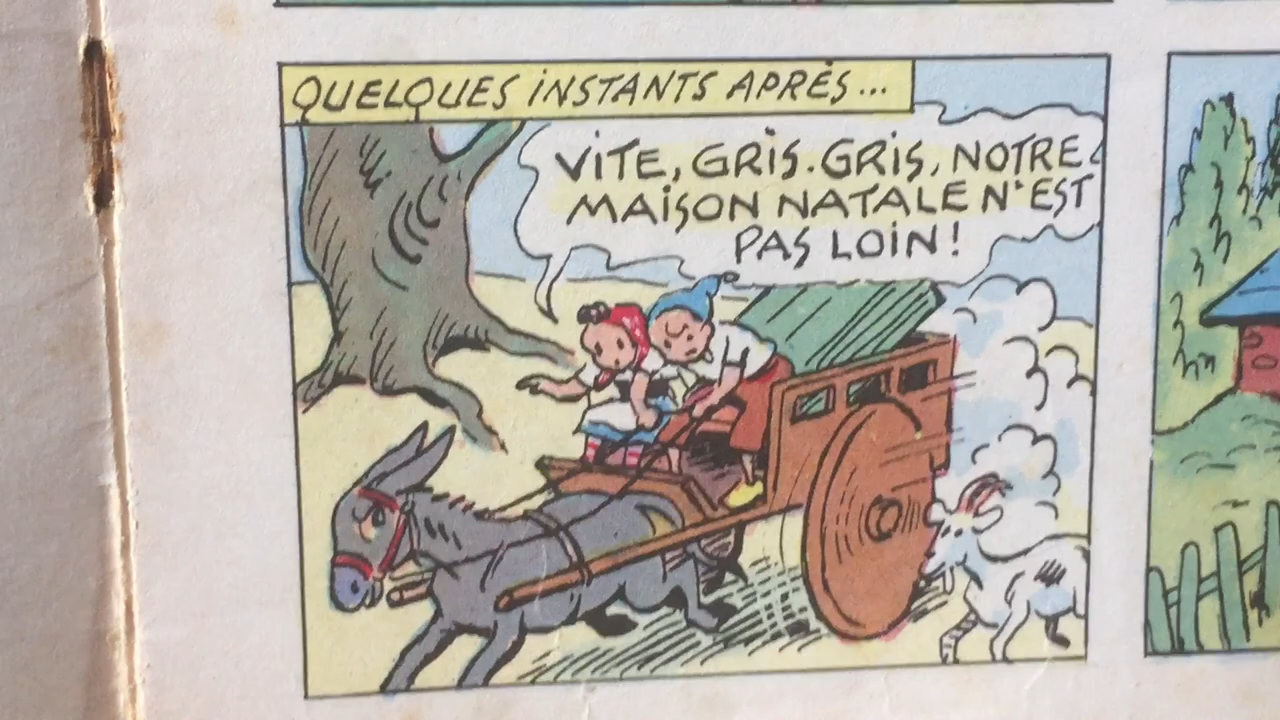 QUELQUES INSTANTS APRÈS...
VITE, GRIS.GRIS, NOTRE
MAISON NATALE N'EST
PAS LOIN!